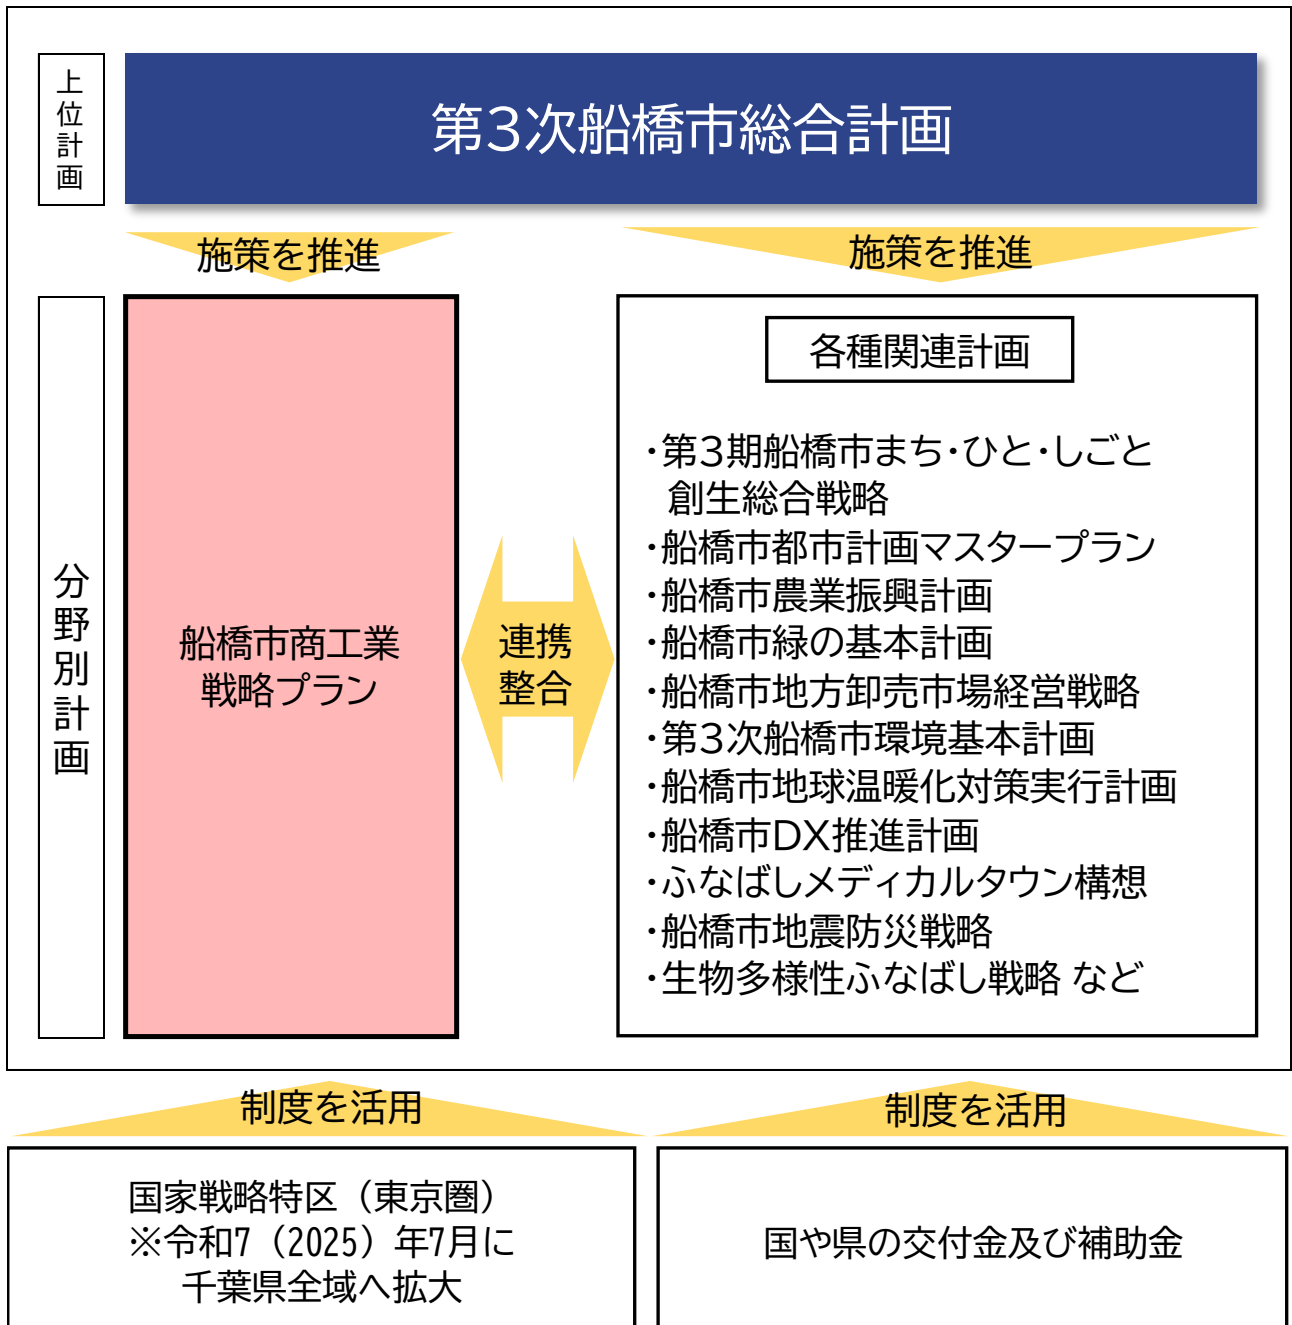 上位計画
第3次船橋市総合計画
施策を推進
施策を推進
分野別計画
船橋市商工業
戦略プラン
連携
整合
各種関連計画
・第3期船橋市まち・ひと・しごと
創生総合戦略
・船橋市都市計画マスタープラン
・船橋市農業振興計画
・船橋市緑の基本計画
・船橋市地方卸売市場経営戦略
・第3次船橋市環境基本計画
・船橋市地球温暖化対策実行計画
・船橋市DX推進計画
・ふなばしメディカルタウン構想
・船橋市地震防災戦略
・生物多様性ふなばし戦略 など
制度を活用
制度を活用
国家戦略特区（東京圏）
※令和7（2025）年7月に
千葉県全域へ拡大
国や県の交付金及び補助金